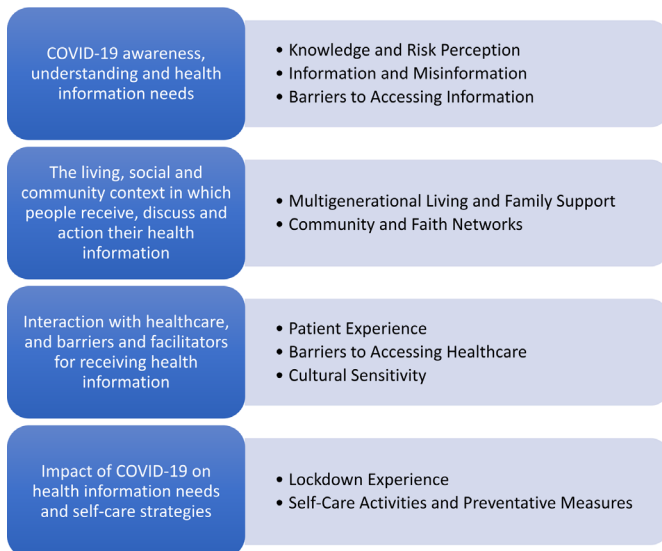 COVID-19 awareness,
understanding and health
information needs
• Knowledge and Risk Perception
• Information and Misinformation
• Barriers to Accessing Information
The living, social and
community context in which
people receive, discuss and
action their health
information
• Multigenerational Living and Family Support
• Community and Faith Networks
Interaction with healthcare,
and barriers and facilitators
for receiving health
information
• Patient Experience
• Barriers to Accessing Healthcare
• Cultural Sensitivity
Impact of COVID-19 on
health information needs
and self-care strategies
• Lockdown Experience
• Self-Care Activities and Preventative Measures